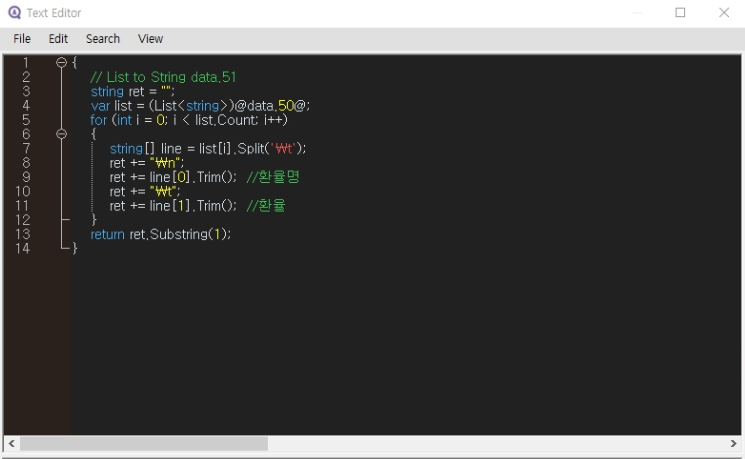 Text Editor
File Edit Search View
1 {
2 // List to String data,51
3 string ret = "";
4 var list = (List<string>)@data,50@;
5 for (int i = 0; i < list,Count; i++)
6 {
7 string[] line = list[i],Split('₩t');
8 ret += "₩n";
9 ret += line[0],Trim(); //환율명
10 ret += "₩t";
11 ret += line[1],Trim(); //환율
12 }
13 return ret,Substring(1);
14 }